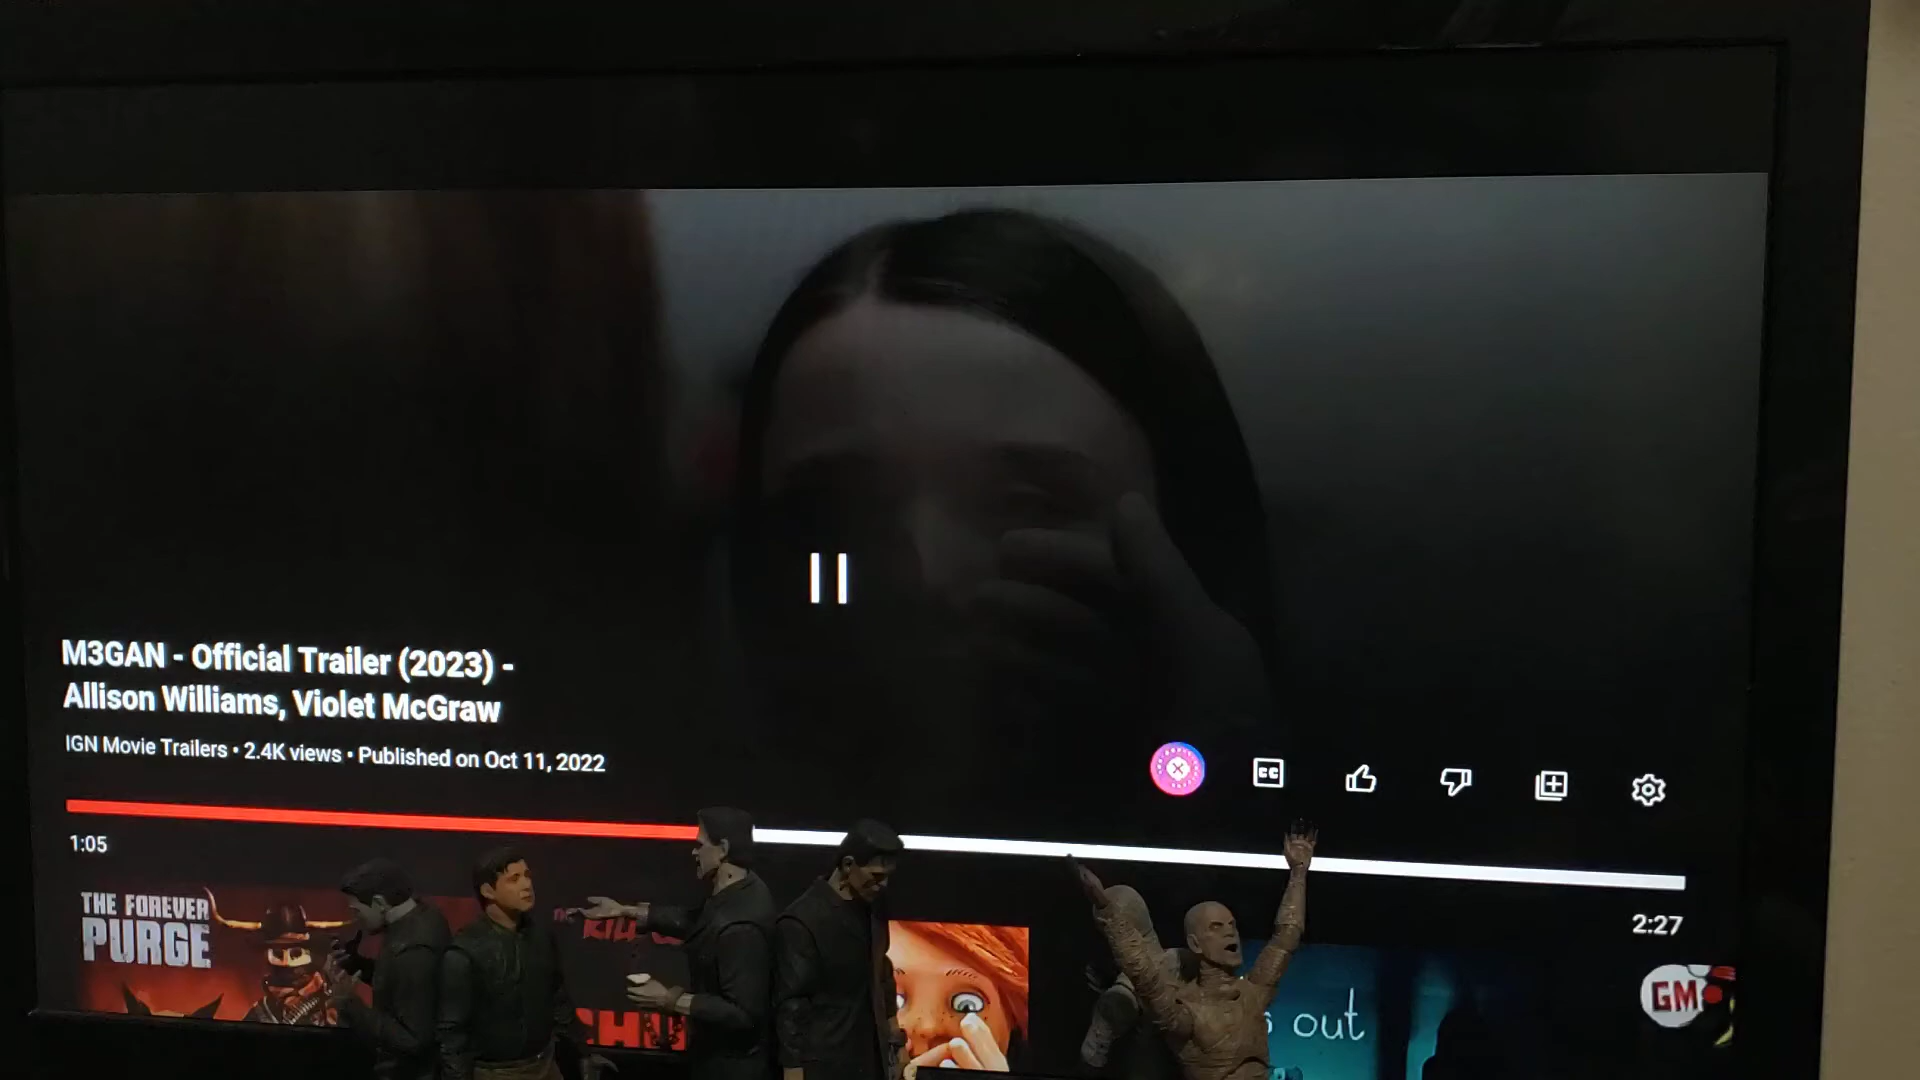 M3GAN - Official Trailer (2023) -
Allison Williams, Violet McGraw
IGN Movie Trailers • 2.4K views • Published on Oct 11, 2022
CC
1:05
2:27
THE FOREVER
PURGE
out
GM